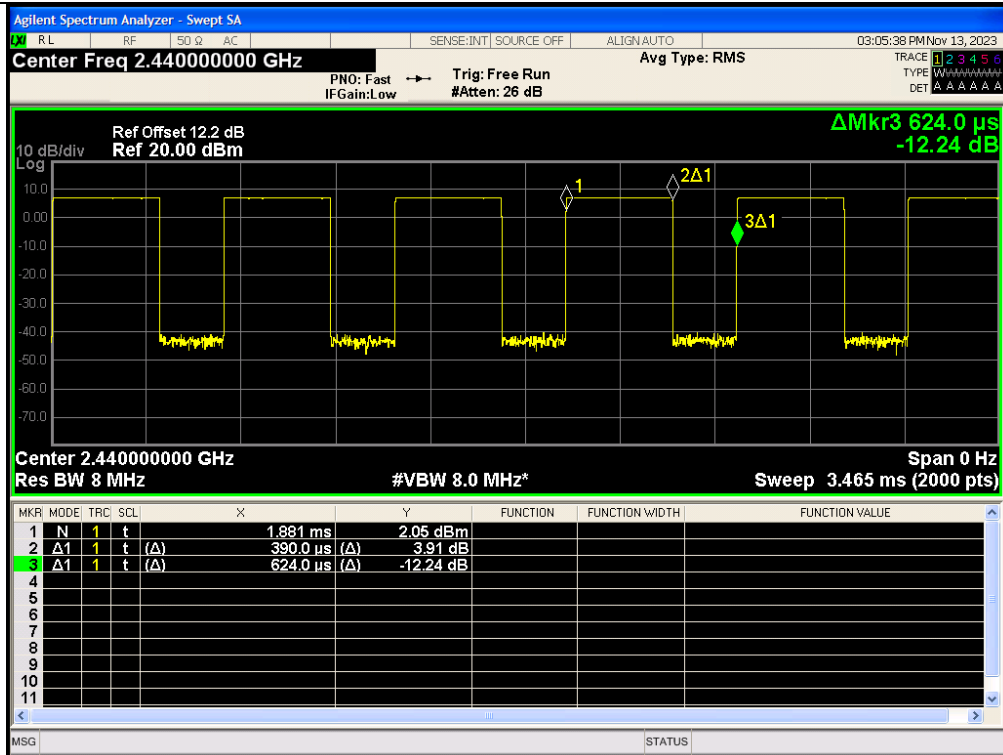 Agilent Spectrum Analyzer - Swept SA
LXI RL RF 50 Ω AC SENSE:INT SOURCE OFF ALIGN AUTO 03:05:38 PM Nov 13, 2023
Center Freq 2.440000000 GHz Avg Type: RMS TRACE 1 2 3 4 5 6
PNO: Fast Trig: Free Run TYPE W
IFGain:Low #Atten: 26 dB DET A A A A A A
ΔMkr3 624.0 µs
Ref Offset 12.2 dB
10 dB/div Ref 20.00 dBm -12.24 dB
Log
10.0
0.00
-10.0
-20.0
-30.0
-40.0
-50.0
-60.0
-70.0
1
2Δ1
3Δ1
Center 2.440000000 GHz Span 0 Hz
Res BW 8 MHz #VBW 8.0 MHz* Sweep 3.465 ms (2000 pts)
MKR MODE TRC SCL X Y FUNCTION FUNCTION WIDTH FUNCTION VALUE
1 N 1 t 1.881 ms 2.05 dBm
2 Δ1 1 t (Δ) 390.0 µs (Δ) 3.91 dB
3 Δ1 1 t (Δ) 624.0 µs (Δ) -12.24 dB
4
5
6
7
8
9
10
11
MSG STATUS